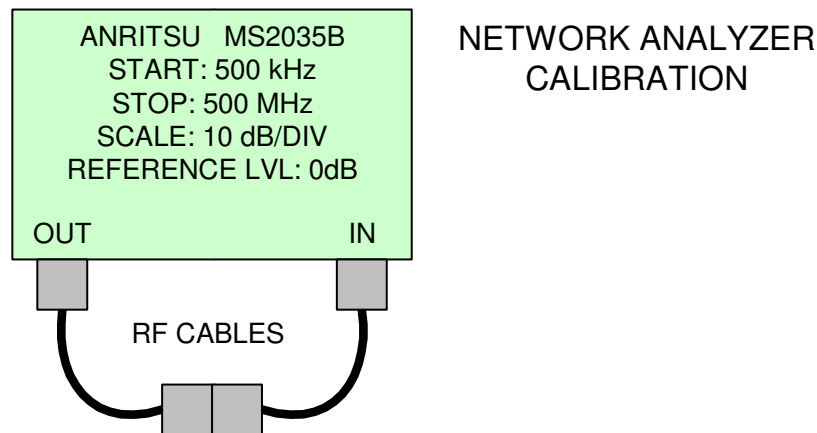 ANRITSU MS2035B
START: 500 kHz
STOP: 500 MHz
SCALE: 10 dB/DIV
REFERENCE LVL: 0dB
OUT IN
RF CABLES
NETWORK ANALYZER
CALIBRATION